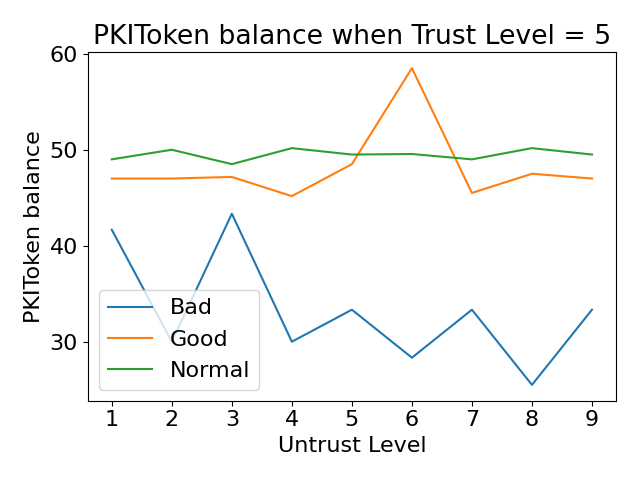 PKIToken balance when Trust Level = 5
60
50
40
30
PKIToken balance
Bad
Good
Normal
1 2 3 4 5 6 7 8 9
Untrust Level